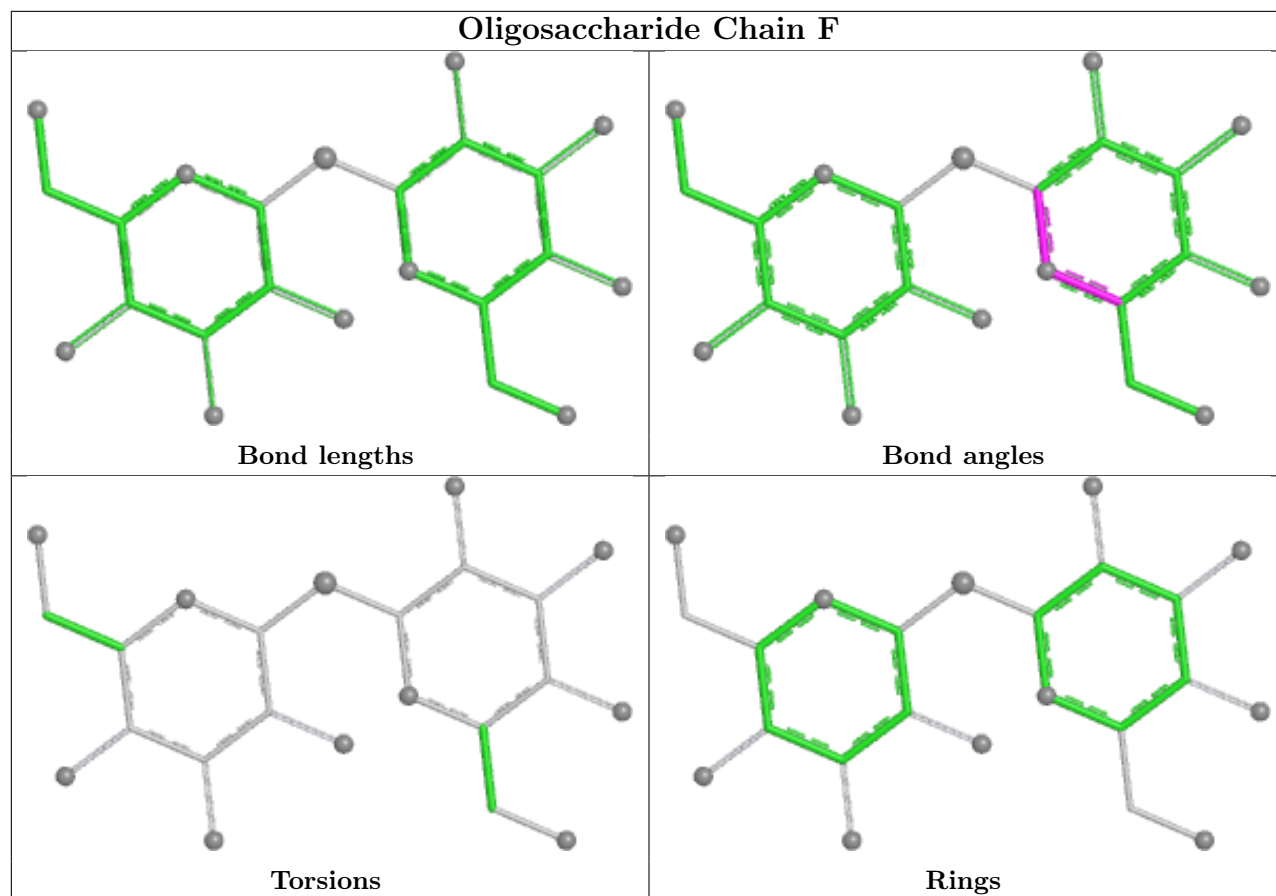 Oligosaccharide Chain F
Bond lengths
Bond angles
Torsions
Rings